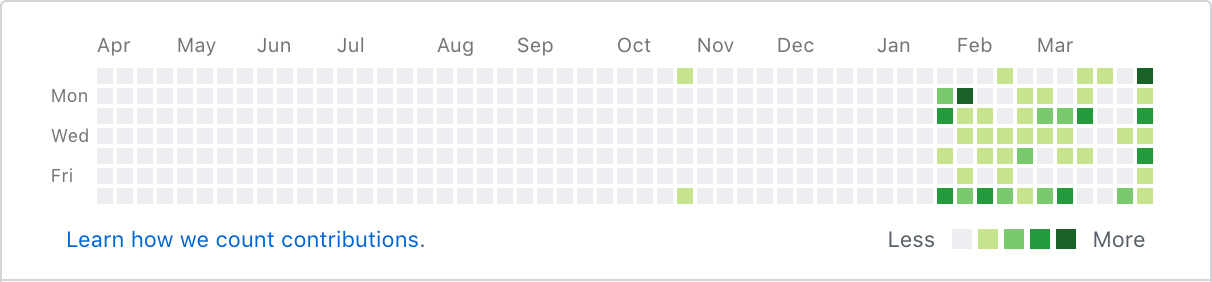 Apr May Jun Jul Aug Sep Oct Nov Dec Jan Feb Mar
Mon
Wed
Fri
Learn how we count contributions.
Less More